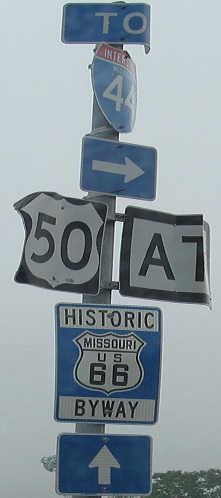 TO
INTERSTATE
44
50
AT
HISTORIC
MISSOURI
US
66
BYWAY